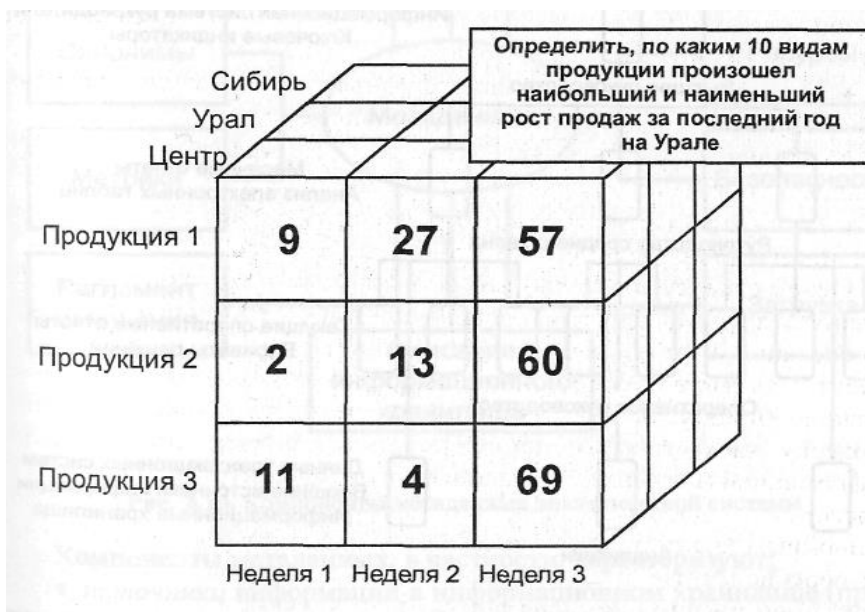 Определить, по каким 10 видам
продукции произошел
наибольший и наименьший
рост продаж за последний год
на Урале
Сибирь
Урал
Центр
Продукция 1
9 27 57
Продукция 2
2 13 60
Продукция 3
11 4 69
Неделя 1 Неделя 2 Неделя 3